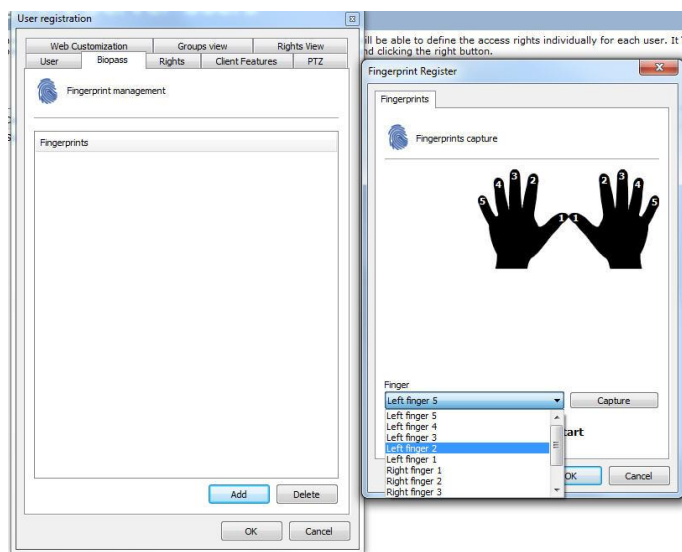 User registration
ill be able to define the access rights individually for each user. It'
nd clicking the right button.
Web Customization Groups view Rights View
User Biopass Rights Client Features PTZ
Fingerprint management
Fingerprints
Add Delete
OK Cancel
Fingerprint Register
Fingerprints
Fingerprints capture
5 4 3 2 1 1 2 3 4 5
Finger
Left finger 5 Capture
Left finger 5
Left finger 4
Left finger 3
Left finger 2
Left finger 1
Right finger 1
Right finger 2
Right finger 3
tart
OK Cancel